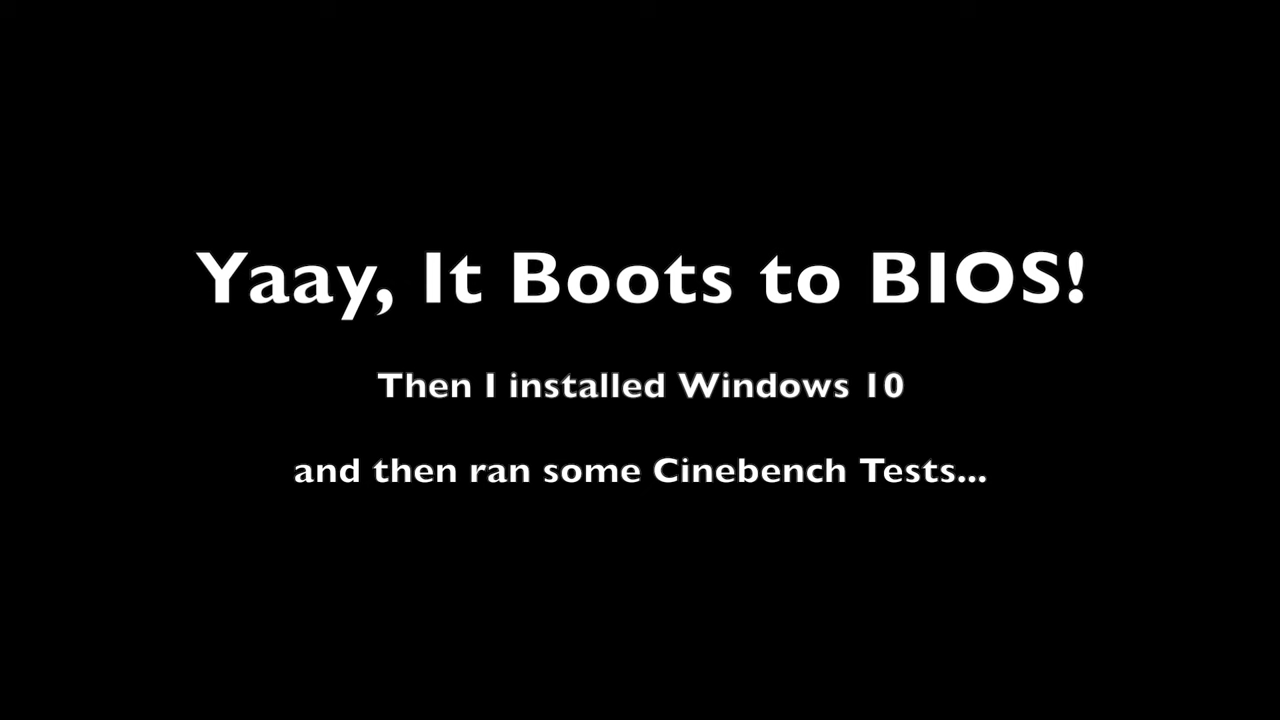 Yaay, It Boots to BIOS!
Then I installed Windows 10
and then ran some Cinebench Tests...